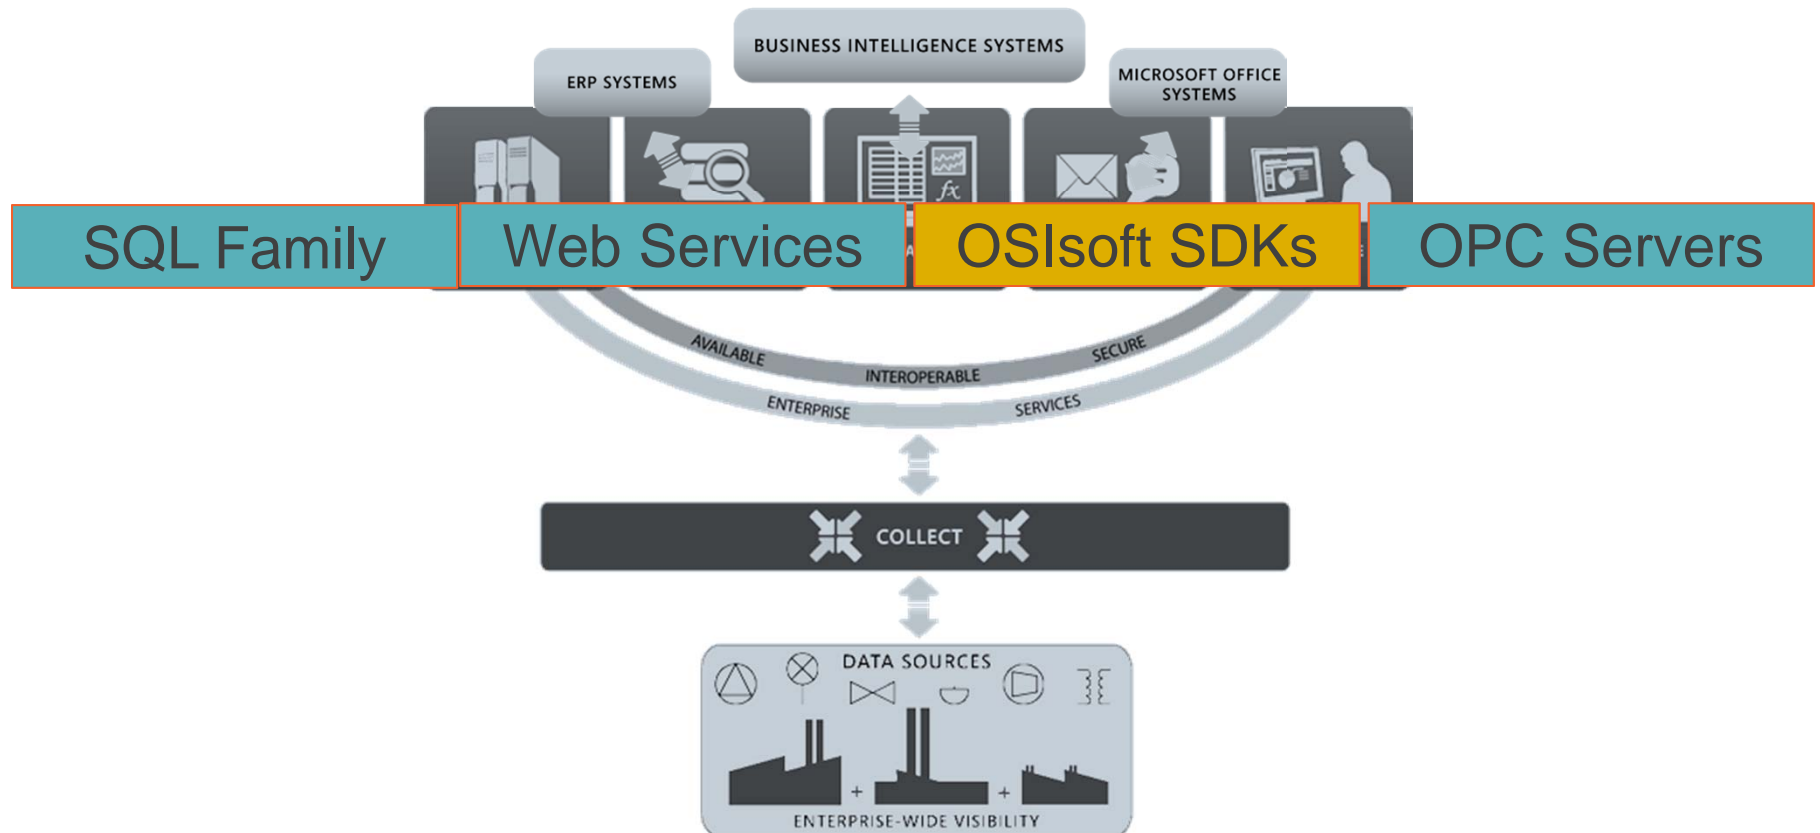 BUSINESS INTELLIGENCE SYSTEMS
ERP SYSTEMS
MICROSOFT OFFICE
SYSTEMS
fx
SQL Family
Web Services
OSIsoft SDKs
OPC Servers
AVAILABLE
INTEROPERABLE
SECURE
ENTERPRISE
SERVICES
COLLECT
DATA SOURCES
+
+
ENTERPRISE-WIDE VISIBILITY